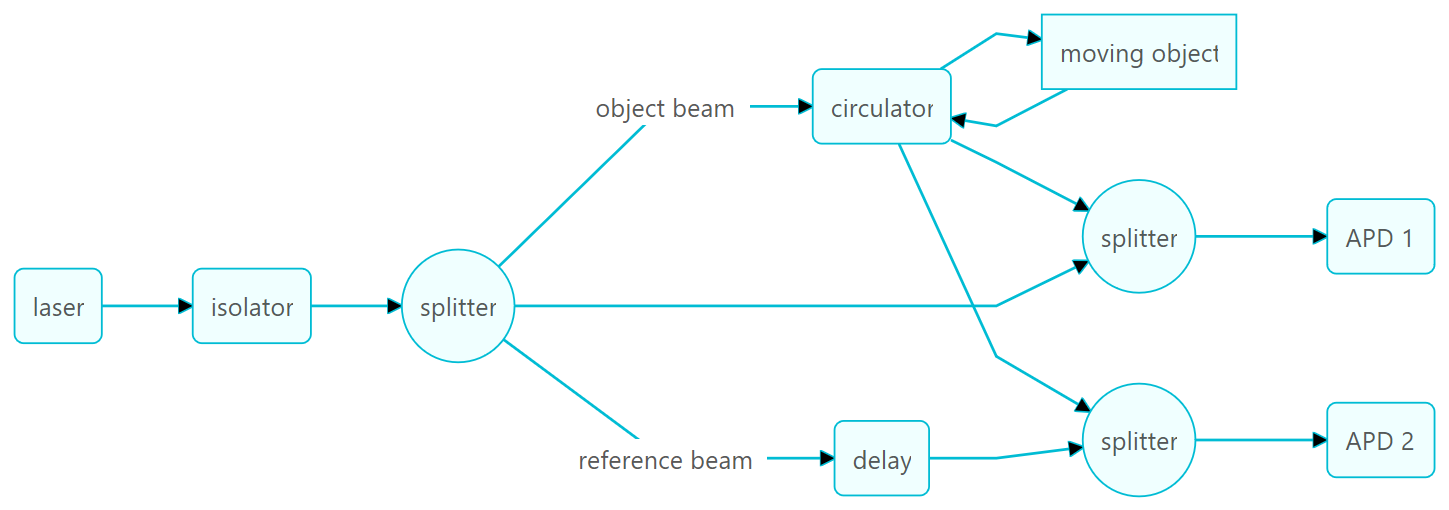 moving object
object beam
circulator
splitter
APD 1
laser
isolator
splitter
splitter
APD 2
reference beam
delay